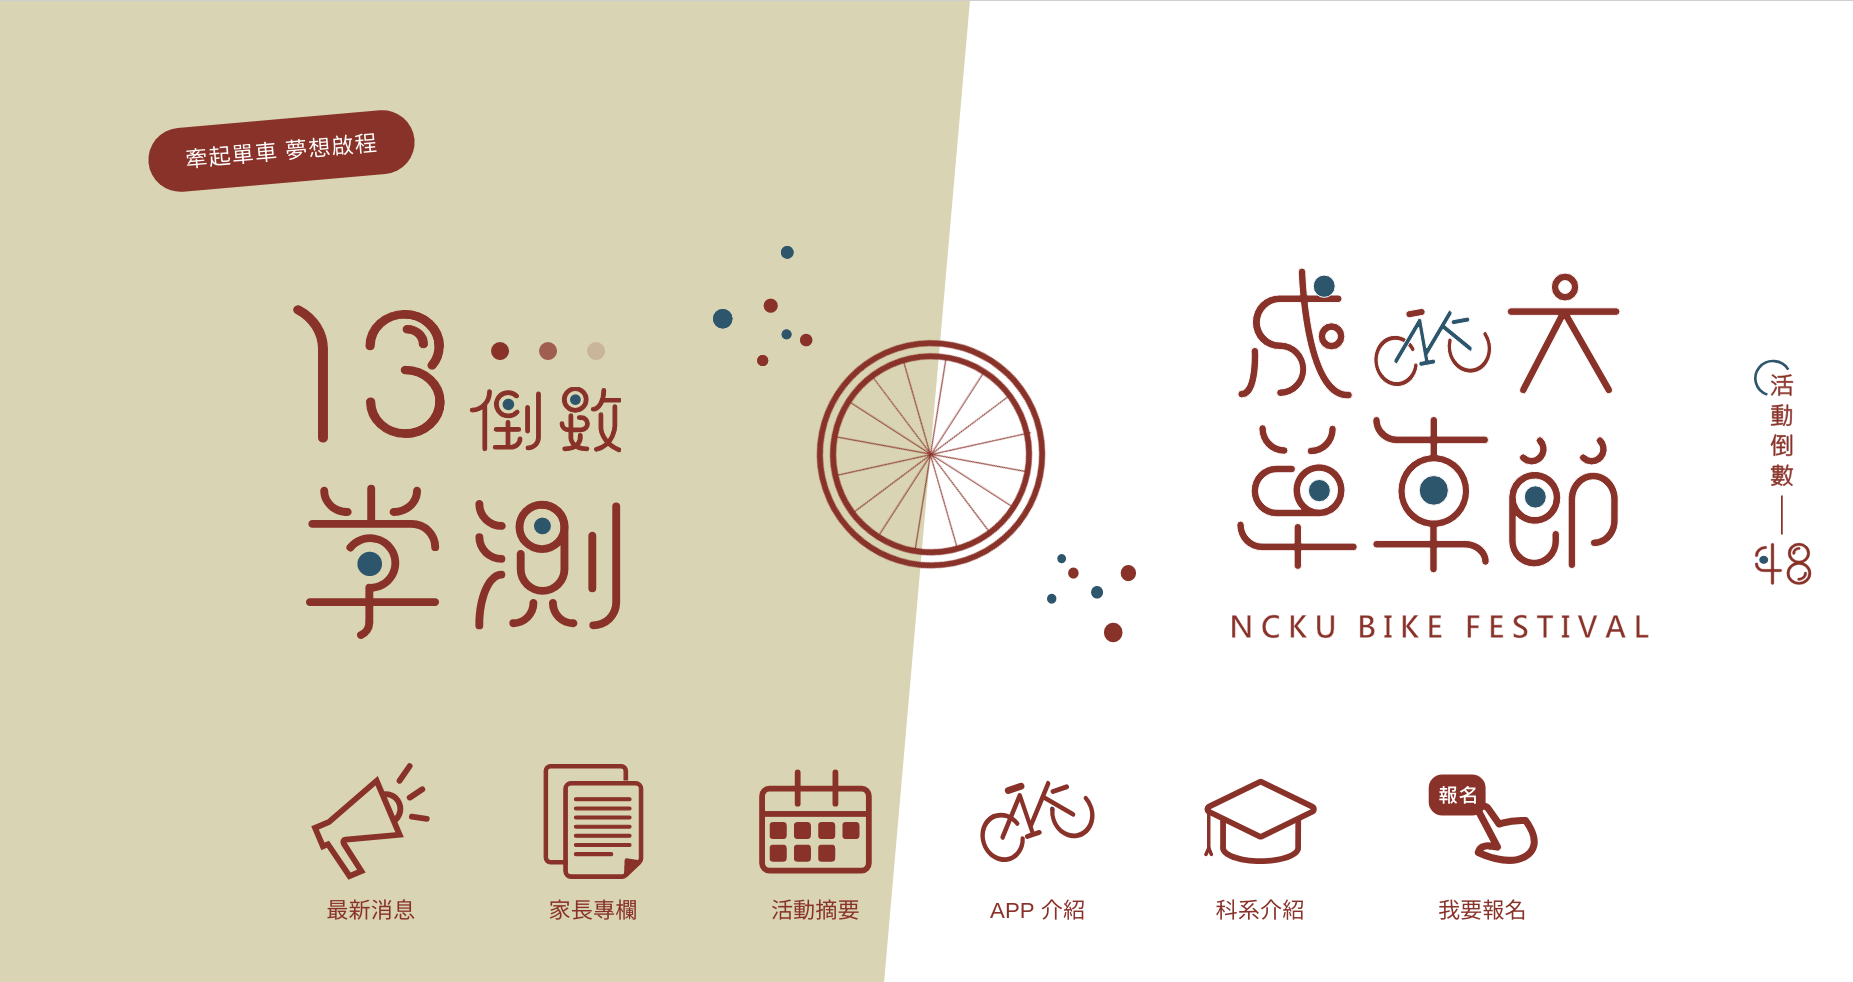 牽起單車 夢想啟程
13
倒數
學測
成大
單車節
NCKU BIKE FESTIVAL
活動倒數
48
報名
最新消息
家長專欄
活動摘要
APP 介紹
科系介紹
我要報名